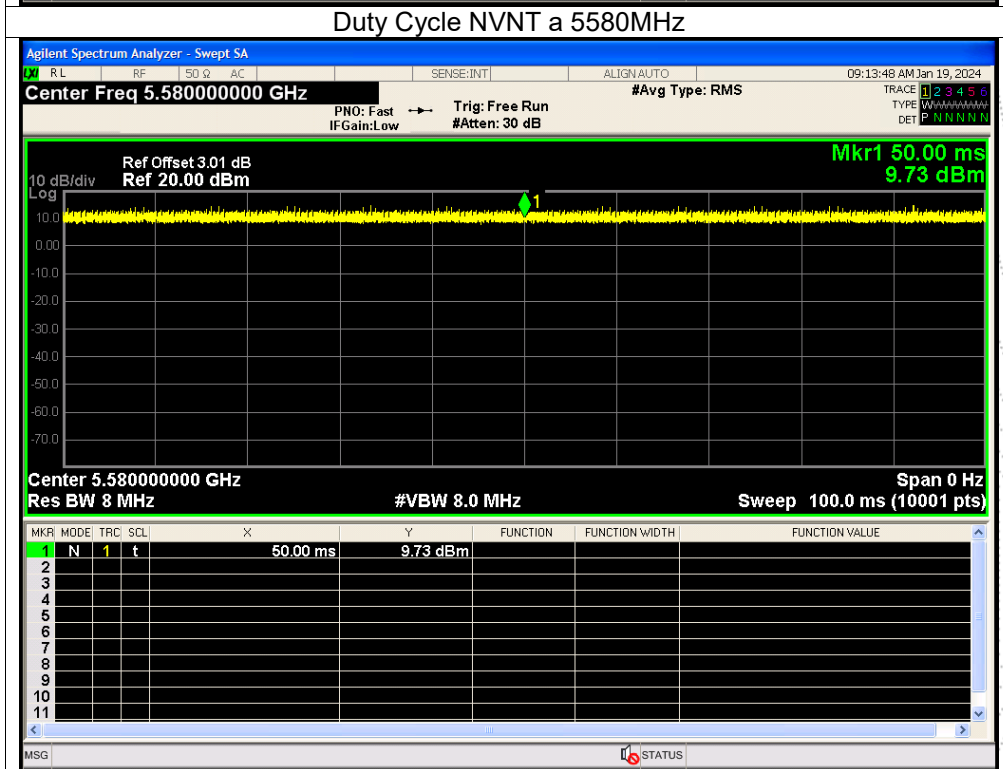 Duty Cycle NVNT a 5580MHz
Agilent Spectrum Analyzer - Swept SA
LXI RL RF 50 Ω AC SENSE:INT ALIGN AUTO 09:13:48 AM Jan 19, 2024
Center Freq 5.580000000 GHz #Avg Type: RMS TRACE 1 2 3 4 5 6
PNO: Fast Trig: Free Run TYPE WWWWWW
IFGain:Low #Atten: 30 dB DET P N N N N N
Mkr1 50.00 ms
Ref Offset 3.01 dB
10 dB/div Ref 20.00 dBm 9.73 dBm
Log
1
10.0
0.00
-10.0
-20.0
-30.0
-40.0
-50.0
-60.0
-70.0
Center 5.580000000 GHz Span 0 Hz
Res BW 8 MHz #VBW 8.0 MHz Sweep 100.0 ms (10001 pts)
MKR MODE TRC SCL X Y FUNCTION FUNCTION WIDTH FUNCTION VALUE
1 N 1 t 50.00 ms 9.73 dBm
2
3
4
5
6
7
8
9
10
11
MSG STATUS